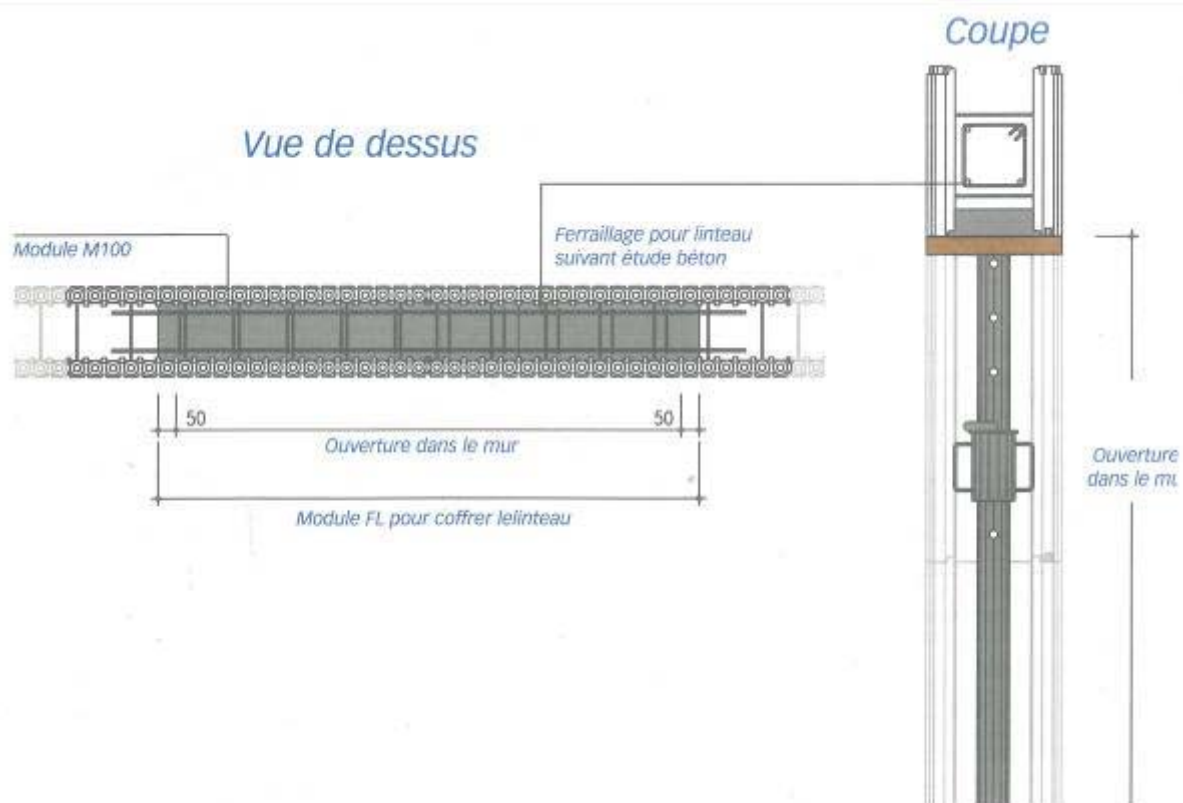 Coupe
Vue de dessus
Module M100
Ferraillage pour linteau
suivant étude béton
50
50
Ouverture dans le mur
Module FL pour coffrer lelinteau
Ouverture
dans le mu